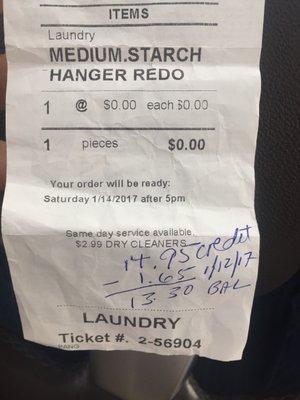 ITEMS
Laundry
MEDIUM.STARCH
HANGER REDO
1 @ $0.00 each $0.00
1 pieces $0.00
Your order will be ready:
Saturday 1/14/2017 after 5pm
Same day service available.
$2.99 DRY CLEANERS
14.95 credit
- 1.65 1/12/17
13.30 BAL
LAUNDRY
Ticket #. 2-56904
PANG